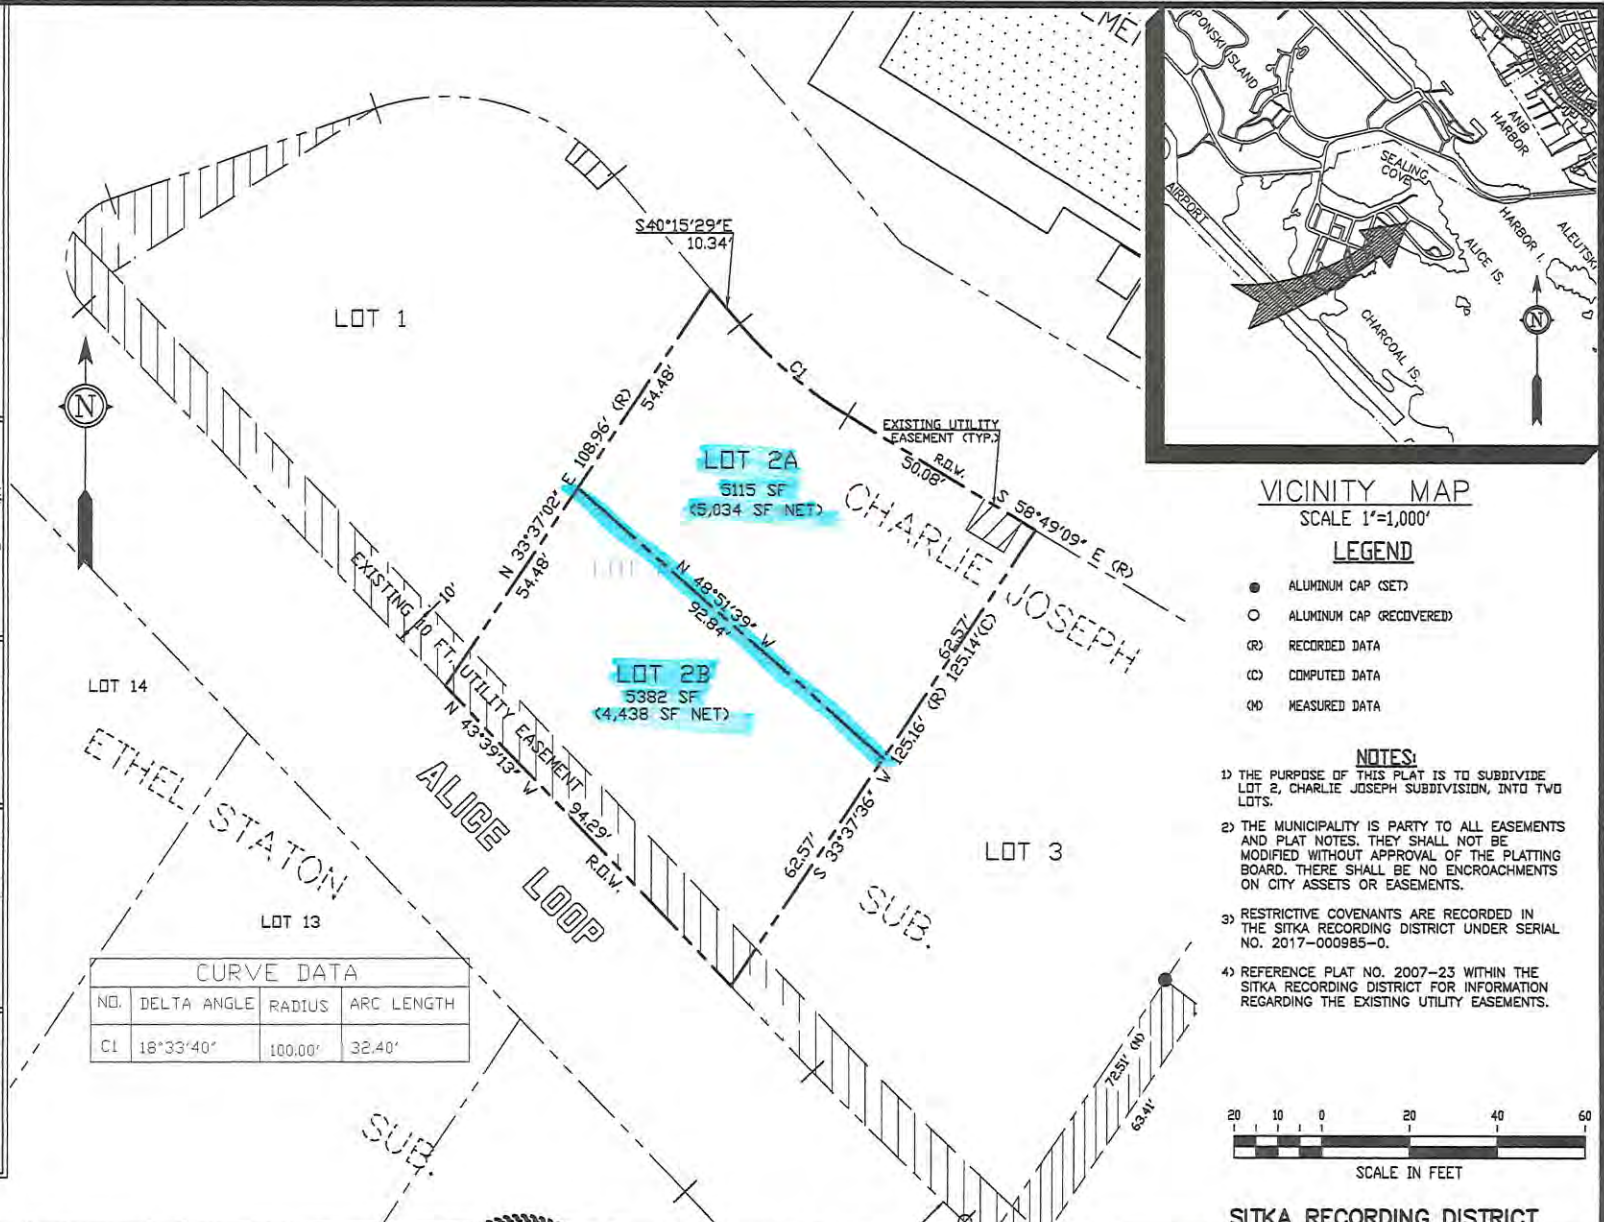 PONSKI ISLAND
ANB
HARBOR
SEALING
COVE
AIRPORT
HARBOR I.
ALICE IS.
CHARCOAL IS.
N
VICINITY MAP
SCALE 1"=1,000'
LEGEND
ALUMINUM CAP (SET)
ALUMINUM CAP (RECOVERED)
(R) RECORDED DATA
(C) COMPUTED DATA
(M) MEASURED DATA
NOTES:
1) THE PURPOSE OF THIS PLAT IS TO SUBDIVIDE
LOT 2, CHARLIE JOSEPH SUBDIVISION, INTO TWO
LOTS.
2) THE MUNICIPALITY IS PARTY TO ALL EASEMENTS
AND PLAT NOTES. THEY SHALL NOT BE
MODIFIED WITHOUT APPROVAL OF THE PLATTING
BOARD. THERE SHALL BE NO ENCROACHMENTS
ON CITY ASSETS OR EASEMENTS.
3) RESTRICTIVE COVENANTS ARE RECORDED IN
THE SITKA RECORDING DISTRICT UNDER SERIAL
NO. 2017-000985-0.
4) REFERENCE PLAT NO. 2007-23 WITHIN THE
SITKA RECORDING DISTRICT FOR INFORMATION
REGARDING THE EXISTING UTILITY EASEMENTS.
20 10 0 20 40 60
SCALE IN FEET
SITKA RECORDING DISTRICT
S40°15'29"E
10.34'
LOT 1
N
C1
N 33°37'02" E 108.96' (R)
54.48'
54.48'
EXISTING UTILITY
EASEMENT (TYP.)
R.O.W.
50.08'
S 58°49'09" E (R)
LOT 2A
5115 SF
(5,034 SF NET)
CHARLIE JOSEPH
SUB.
N 48°51'39" W
92.84'
LOT 2B
5382 SF
(4,438 SF NET)
62.57'
S 33°37'36" W 125.16' (R) 125.14'(C)
62.57'
EXISTING 10 FT. UTILITY EASEMENT
10'
N 43°39'13" W 94.29'
R.O.W.
ALICE LOOP
LOT 3
LOT 14
ETHEL STATON
SUB.
LOT 13
CURVE DATA
NO. DELTA ANGLE RADIUS ARC LENGTH
C1 18°33'40" 100.00' 32.40'
72.51' (M)
63.41'